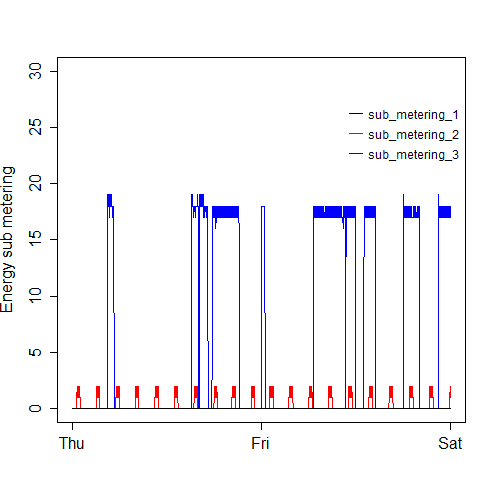 30
25
20
15
10
5
0
Energy sub metering
sub_metering_1
sub_metering_2
sub_metering_3
Thu Fri Sat